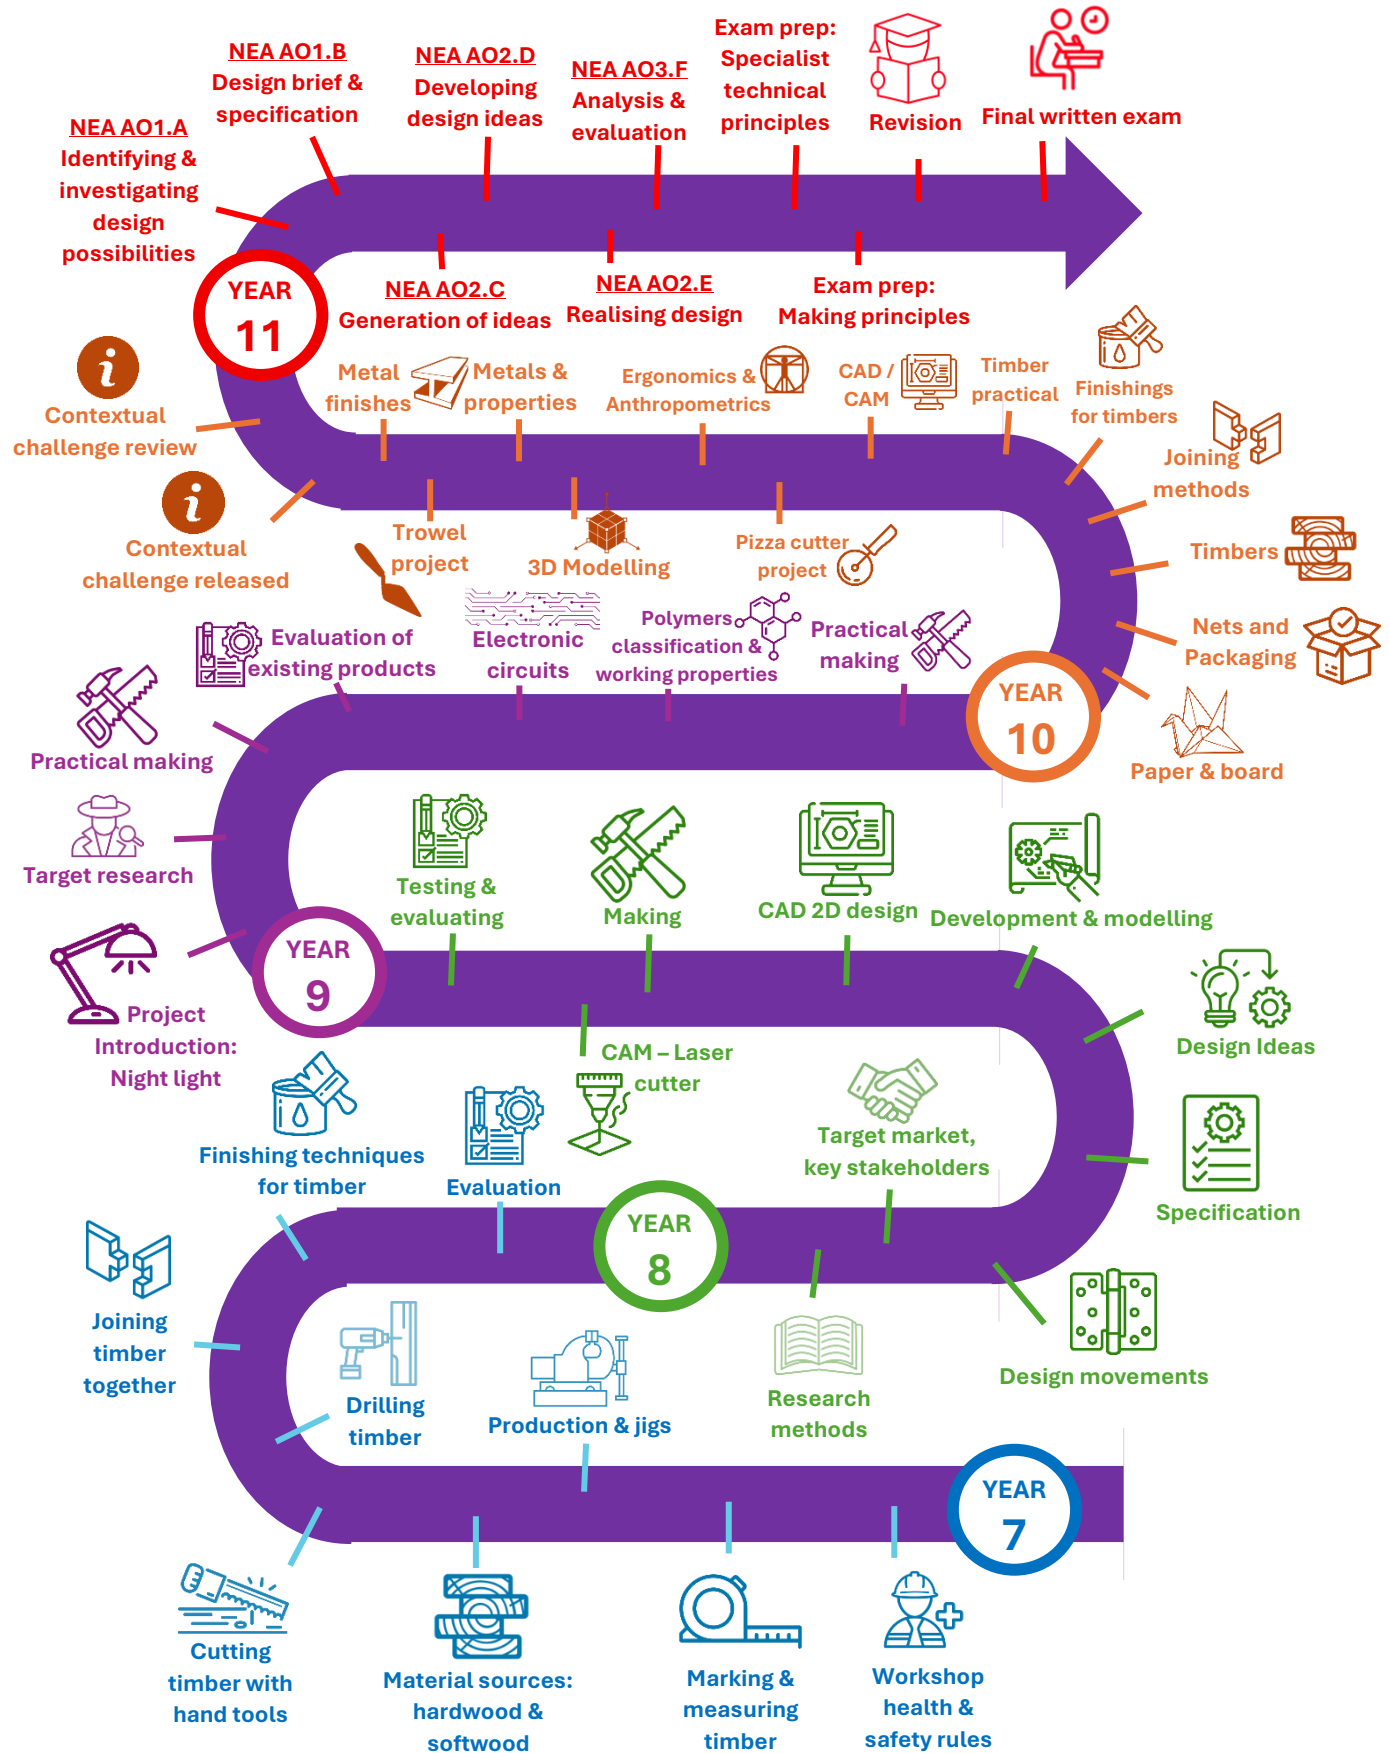 NEA AO1.B
Design brief &
specification
NEA AO2.D
Developing
design ideas
NEA AO3.F
Analysis &
evaluation
Exam prep:
Specialist
technical
principles
Revision
Final written exam
NEA AO1.A
Identifying &
investigating
design
possibilities
YEAR
11
NEA AO2.C
Generation of ideas
NEA AO2.E
Realising design
Exam prep:
Making principles
Contextual
challenge review
Metal
finishes
Metals &
properties
Ergonomics &
Anthropometrics
CAD /
CAM
Timber
practical
Finishings
for timbers
Joining
methods
Contextual
challenge released
Trowel
project
3D Modelling
Pizza cutter
project
Timbers
Nets and
Packaging
Paper & board
YEAR
10
Evaluation of
existing products
Electronic
circuits
Polymers
classification &
working properties
Practical
making
Practical making
Target research
Project
Introduction:
Night light
YEAR
9
Testing &
evaluating
Making
CAD 2D design
Development & modelling
Design Ideas
CAM – Laser
cutter
Target market,
key stakeholders
Specification
Finishing techniques
for timber
Evaluation
YEAR
8
Research
methods
Design movements
Joining
timber
together
Drilling
timber
Production & jigs
YEAR
7
Cutting
timber with
hand tools
Material sources:
hardwood &
softwood
Marking &
measuring
timber
Workshop
health &
safety rules